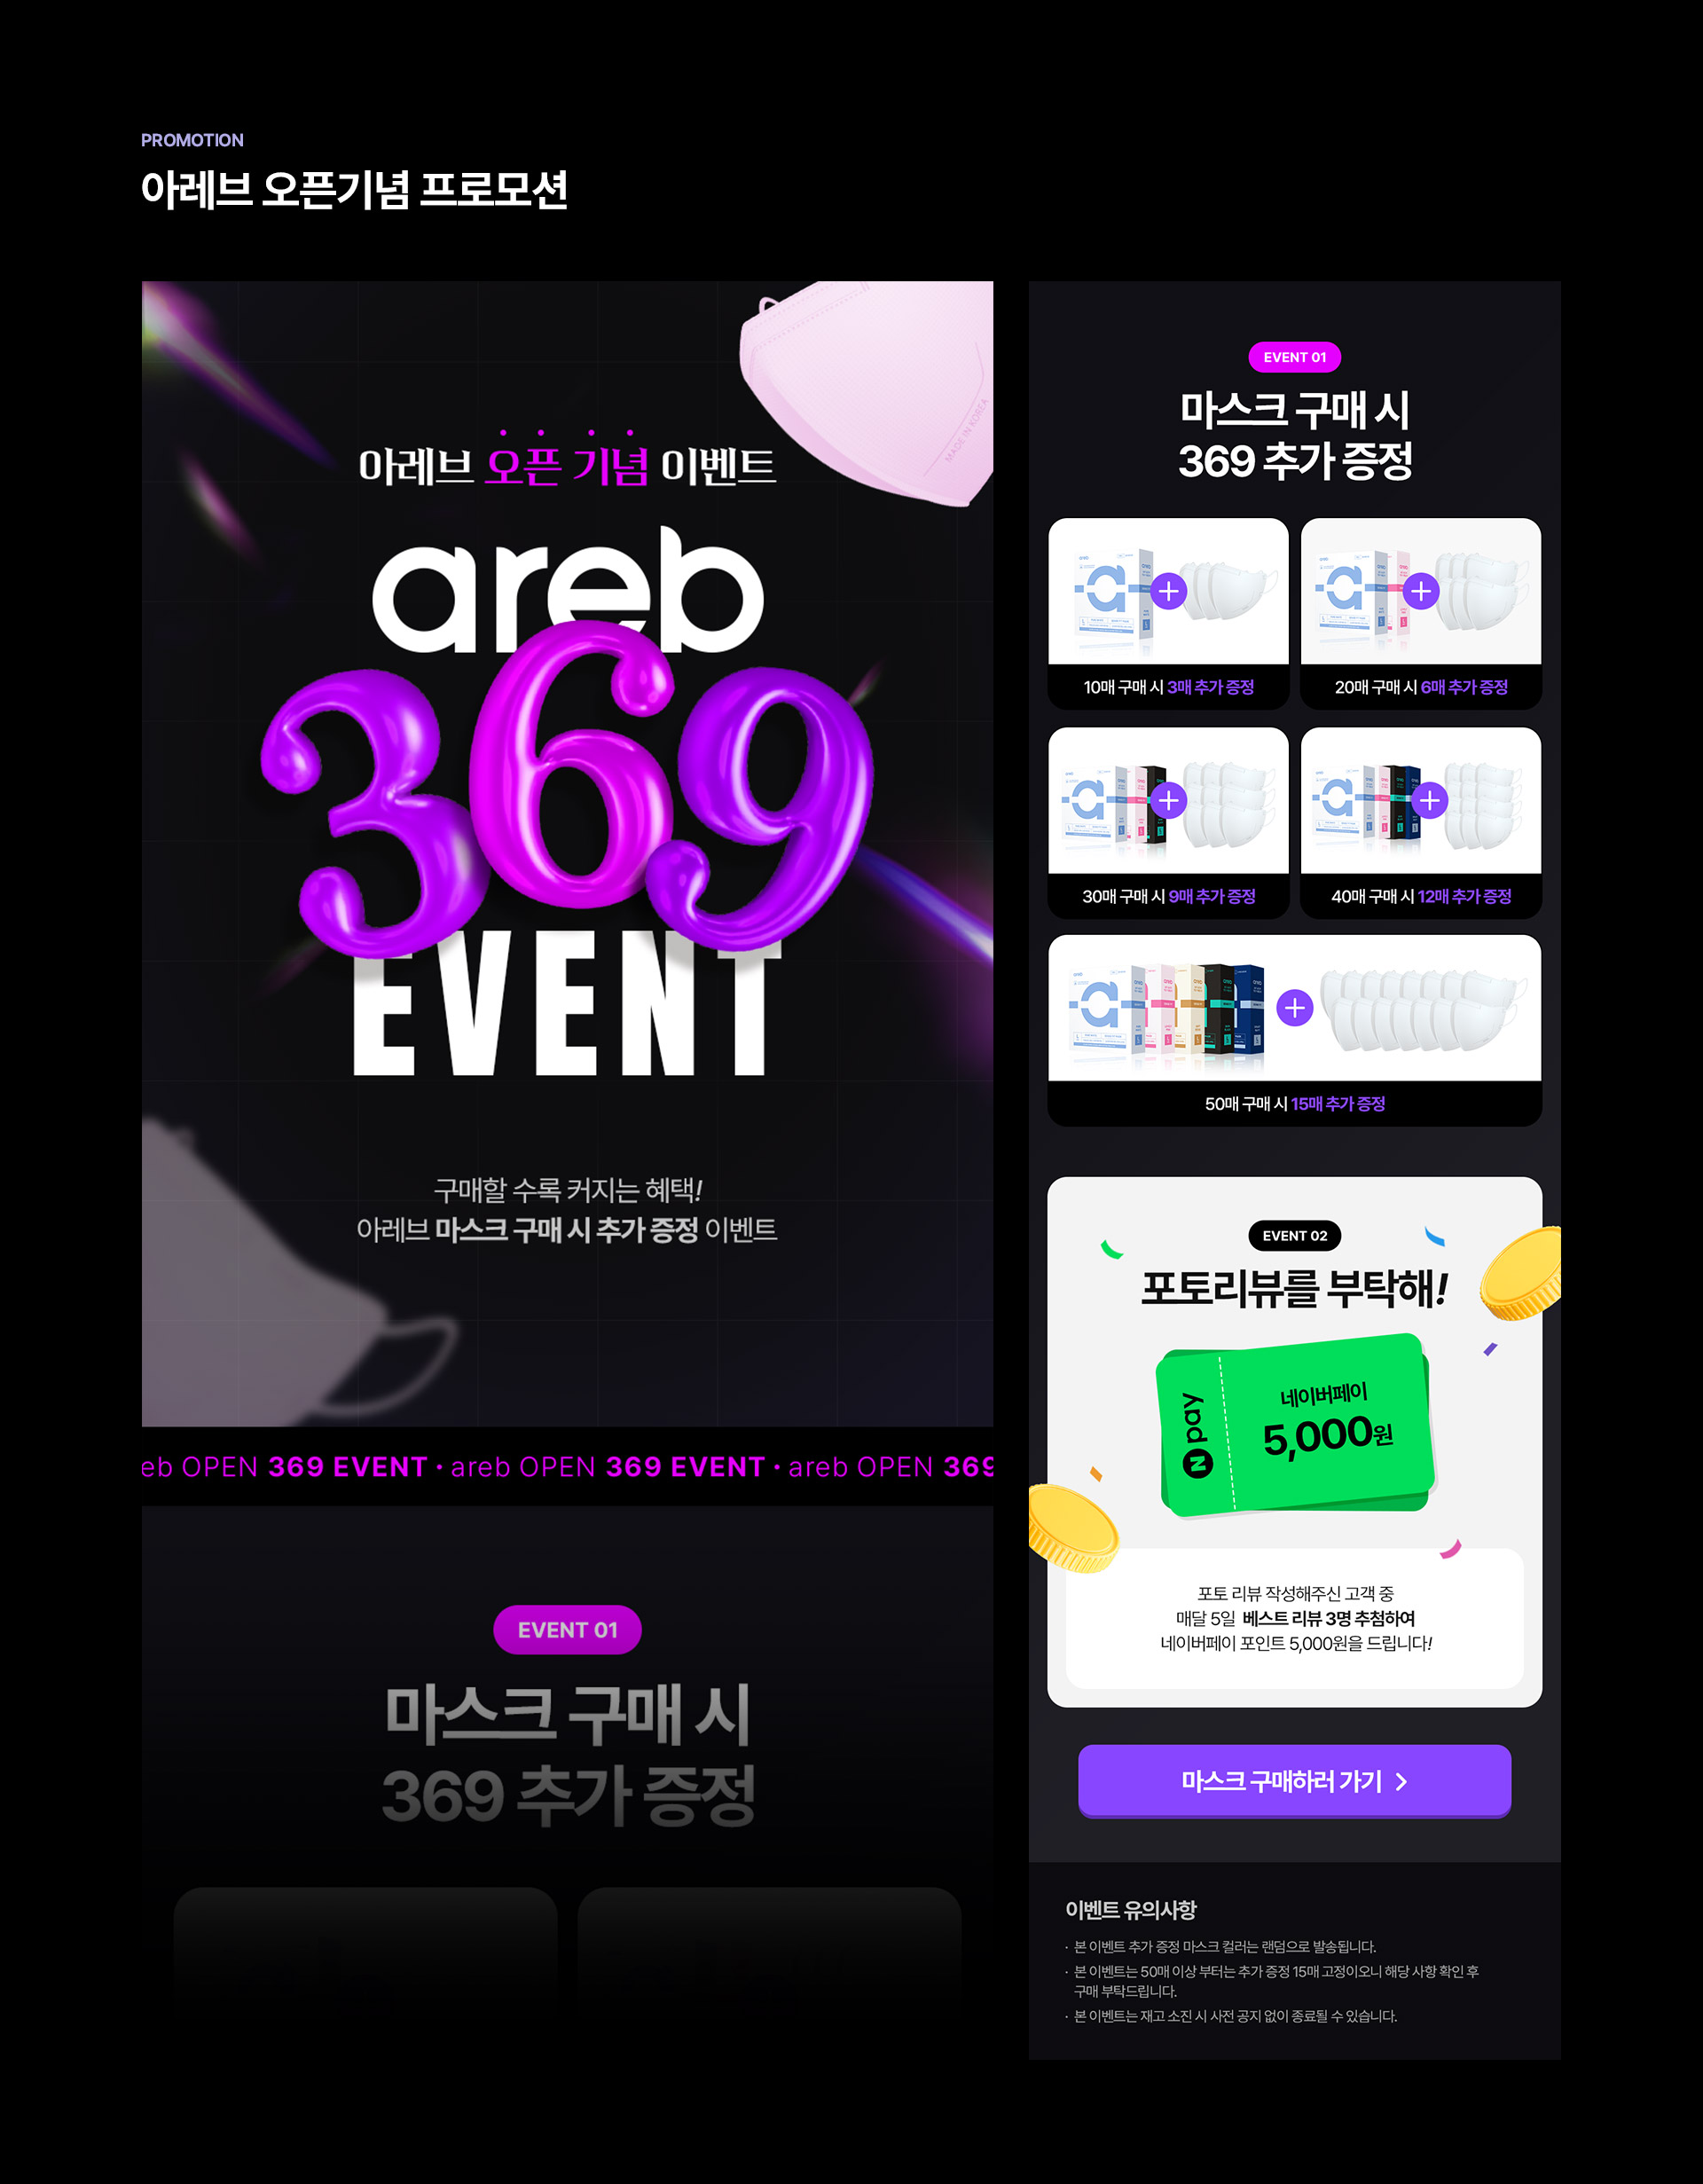 PROMOTION
아레브 오픈기념 프로모션
아레브 오픈 기념 이벤트
areb
369
EVENT
MADE IN KOREA
구매할 수록 커지는 혜택!
아레브 마스크 구매 시 추가 증정 이벤트
eb OPEN 369 EVENT · areb OPEN 369 EVENT · areb OPEN 369
EVENT 01
마스크 구매 시
369 추가 증정
EVENT 01
마스크 구매 시
369 추가 증정
10매 구매 시 3매 추가 증정
20매 구매 시 6매 추가 증정
30매 구매 시 9매 추가 증정
40매 구매 시 12매 추가 증정
50매 구매 시 15매 추가 증정
EVENT 02
포토리뷰를 부탁해!
N pay
네이버페이
5,000원
포토 리뷰 작성해주신 고객 중
매달 5일 베스트 리뷰 3명 추첨하여
네이버페이 포인트 5,000원을 드립니다!
마스크 구매하러 가기 >
이벤트 유의사항
· 본 이벤트 추가 증정 마스크 컬러는 랜덤으로 발송됩니다.
· 본 이벤트는 50매 이상 부터는 추가 증정 15매 고정이오니 해당 사항 확인 후
구매 부탁드립니다.
· 본 이벤트는 재고 소진 시 사전 공지 없이 종료될 수 있습니다.